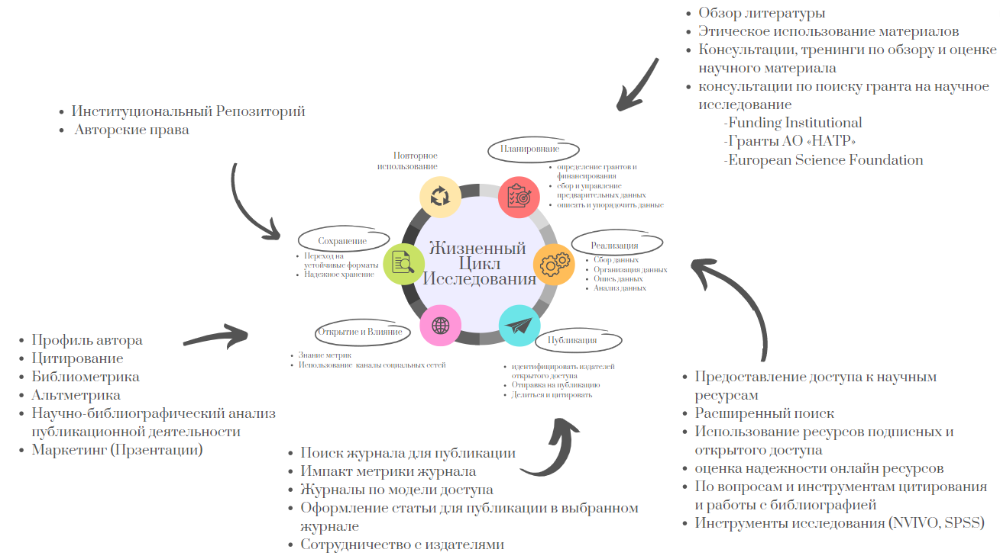 • Обзор литературы
• Этическое использование материалов
• Консультации, тренинги по обзору и оценке
научного материала
• консультации по поиску гранта на научное
исследование
-Funding Institutional
-Гранты АО «НАТР»
-European Science Foundation
• Институциональный Репозиторий
• Авторские права
Повторное
использование
Планировнаие
• определение грантов и
финансирования
• сбор и управление
предварительных данных
• описать и упорядочить данные
Сохранение
• Переход на
устойчивые форматы
• Надежное хранение
Жизненный
Цикл
Исследования
Реализация
• Сбор данных
• Организация данных
• Опись данных
• Анализ данных
Открытие и Влияние
• Знание метрик
• Использование каналы социальных сетей
Публикация
• идентифицировать издателей
открытого доступа
• Отправка на публикацию
• Делиться и цитировать
• Профиль автора
• Цитирование
• Библиометрика
• Альтметрика
• Научно-библиографический анализ
публикационной деятельности
• Маркетинг (Прзентации)
• Поиск журнала для публикации
• Импакт метрики журнала
• Журналы по модели доступа
• Оформление статьи для публикации в выбранном
журнале
• Сотрудничество с издателями
• Предоставление доступа к научным
ресурсам
• Расширенный поиск
• Использование ресурсов подписных и
открытого доступа
• оценка надежности онлайн ресурсов
• По вопросам и инструментам цитирования
и работы с библиографией
• Инструменты исследования (NVIVO, SPSS)